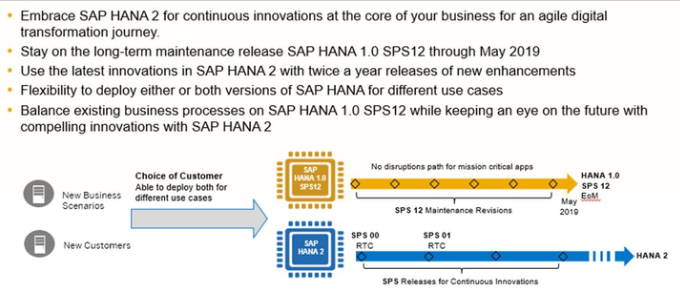 • Embrace SAP HANA 2 for continuous innovations at the core of your business for an agile digital
transformation journey.
• Stay on the long-term maintenance release SAP HANA 1.0 SPS12 through May 2019
• Use the latest innovations in SAP HANA 2 with twice a year releases of new enhancements
• Flexibility to deploy either or both versions of SAP HANA for different use cases
• Balance existing business processes on SAP HANA 1.0 SPS12 while keeping an eye on the future with
compelling innovations with SAP HANA 2
New Business
Scenarios
New Customers
Choice of Customer
Able to deploy both for
different use cases
SAP
HANA 1.0
SPS12
No disruptions path for mission critical apps
SPS 12 Maintenance Revisions
May
2019
HANA 1.0
SPS 12
EoM
SAP
HANA 2
SPS 00
RTC
SPS 01
RTC
HANA 2
SPS Releases for Continuous Innovations